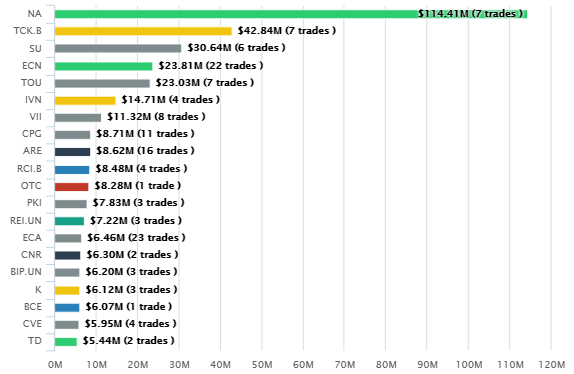 NA $114.41M (7 trades )
TCK.B $42.84M (7 trades )
SU $30.64M (6 trades )
ECN $23.81M (22 trades )
TOU $23.03M (7 trades )
IVN $14.71M (4 trades )
VII $11.32M (8 trades )
CPG $8.71M (11 trades )
ARE $8.62M (16 trades )
RCI.B $8.48M (4 trades )
OTC $8.28M (1 trade )
PKI $7.83M (3 trades )
REI.UN $7.22M (3 trades )
ECA $6.46M (23 trades )
CNR $6.30M (2 trades )
BIP.UN $6.20M (3 trades )
K $6.12M (3 trades )
BCE $6.07M (1 trade )
CVE $5.95M (4 trades )
TD $5.44M (2 trades )
0M 10M 20M 30M 40M 50M 60M 70M 80M 90M 100M 110M 120M